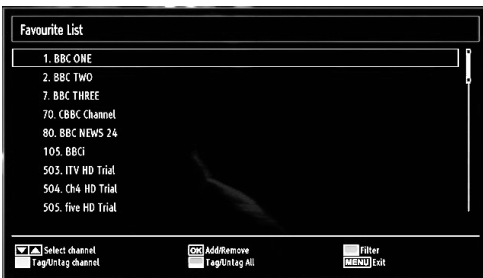 Favourite List
1. BBC ONE
2. BBC TWO
7. BBC THREE
70. CBBC Channel
80. BBC NEWS 24
105. BBCi
503. ITV HD Trial
504. Ch4 HD Trial
505. five HD Trial
Select channel OK Add/Remove Filter
Tag/Untag channel Tag/Untag All MENU Exit